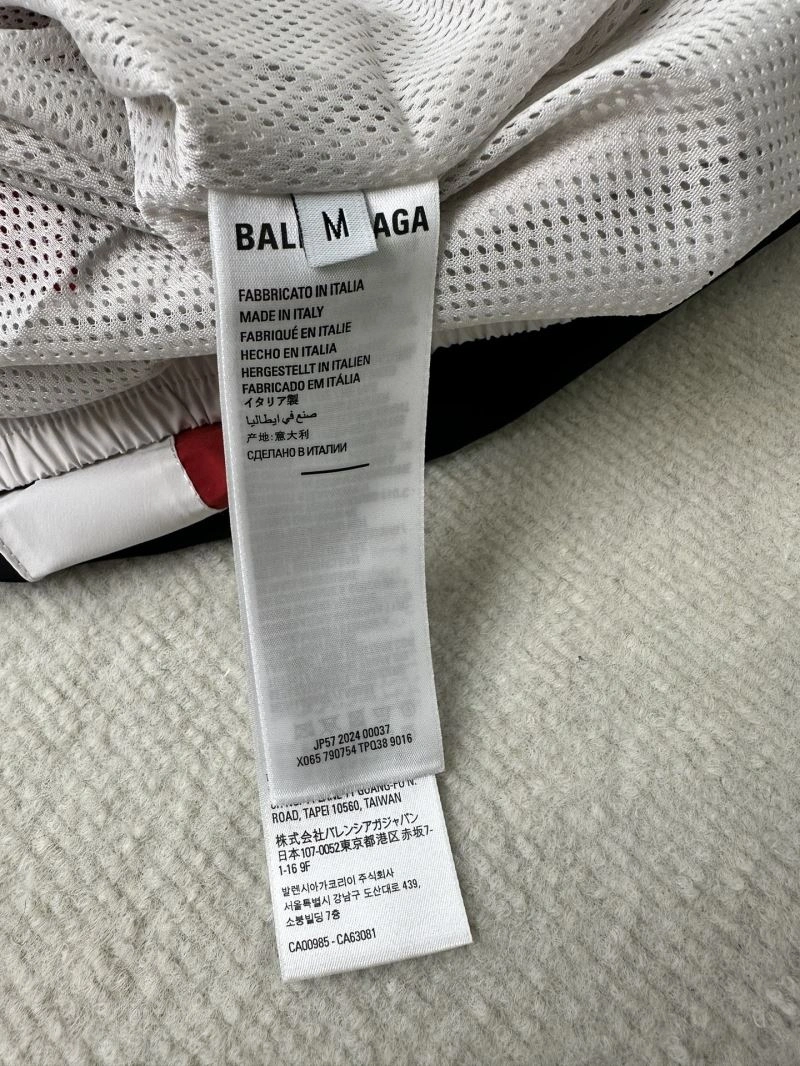 BAL AGA
M
FABBRICATO IN ITALIA
MADE IN ITALY
FABRIQUÉ EN ITALIE
HECHO EN ITALIA
HERGESTELLT IN ITALIEN
FABRICADO EM ITÁLIA
イタリア製
صنع في ايطاليا
产地:意大利
СДЕЛАНО В ИТАЛИИ
JP57 2024 00037
X065 790754 TPQ38 9016
GUANG-FU N.
ROAD, TAPEI 10560, TAIWAN
株式会社バレンシアガジャパン
日本107-0052東京都港区赤坂7-
1-16 9F
발렌시아가코리아 주식회사
서울특별시 강남구 도산대로 439,
소봉빌딩 7층
CA00985 - CA63081